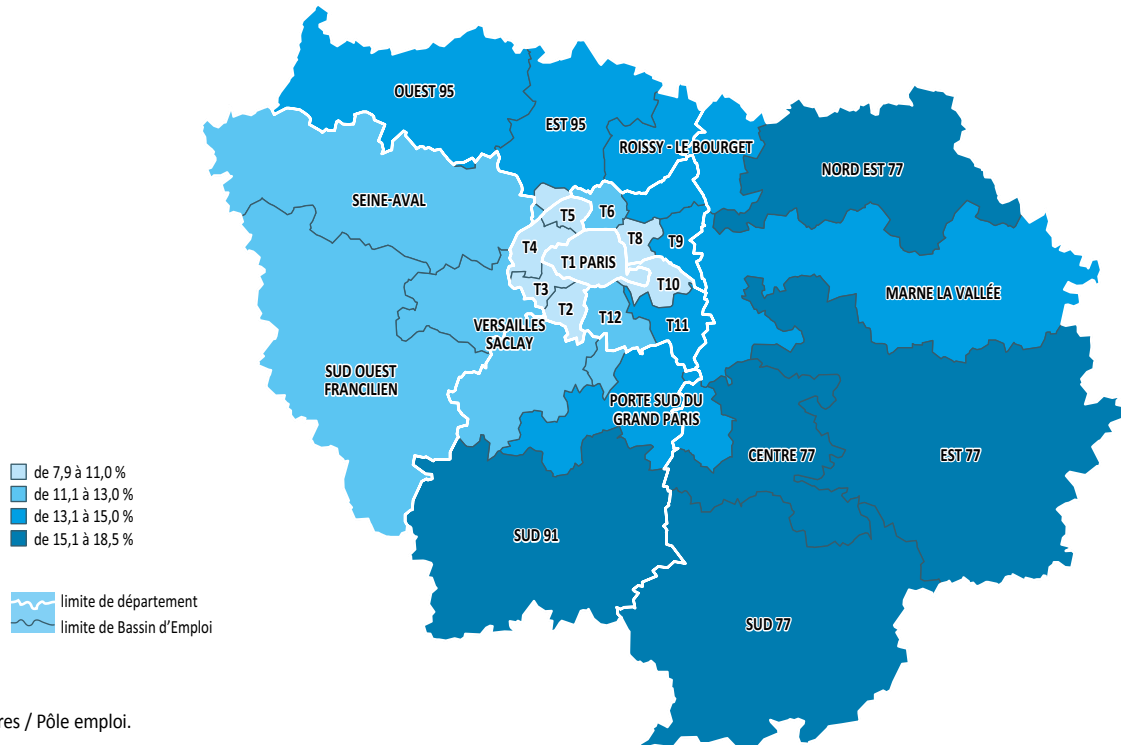 OUEST 95
EST 95
ROISSY - LE BOURGET
NORD EST 77
SEINE-AVAL
T5
T6
T4
T8
T9
T1 PARIS
T10
T3
T2
T12
T11
MARNE LA VALLÉE
VERSAILLES
SACLAY
SUD OUEST
FRANCILIEN
PORTE SUD DU
GRAND PARIS
CENTRE 77
EST 77
SUD 91
SUD 77
de 7,9 à 11,0 %
de 11,1 à 13,0 %
de 13,1 à 15,0 %
de 15,1 à 18,5 %
limite de département
limite de Bassin d’Emploi
res / Pôle emploi.